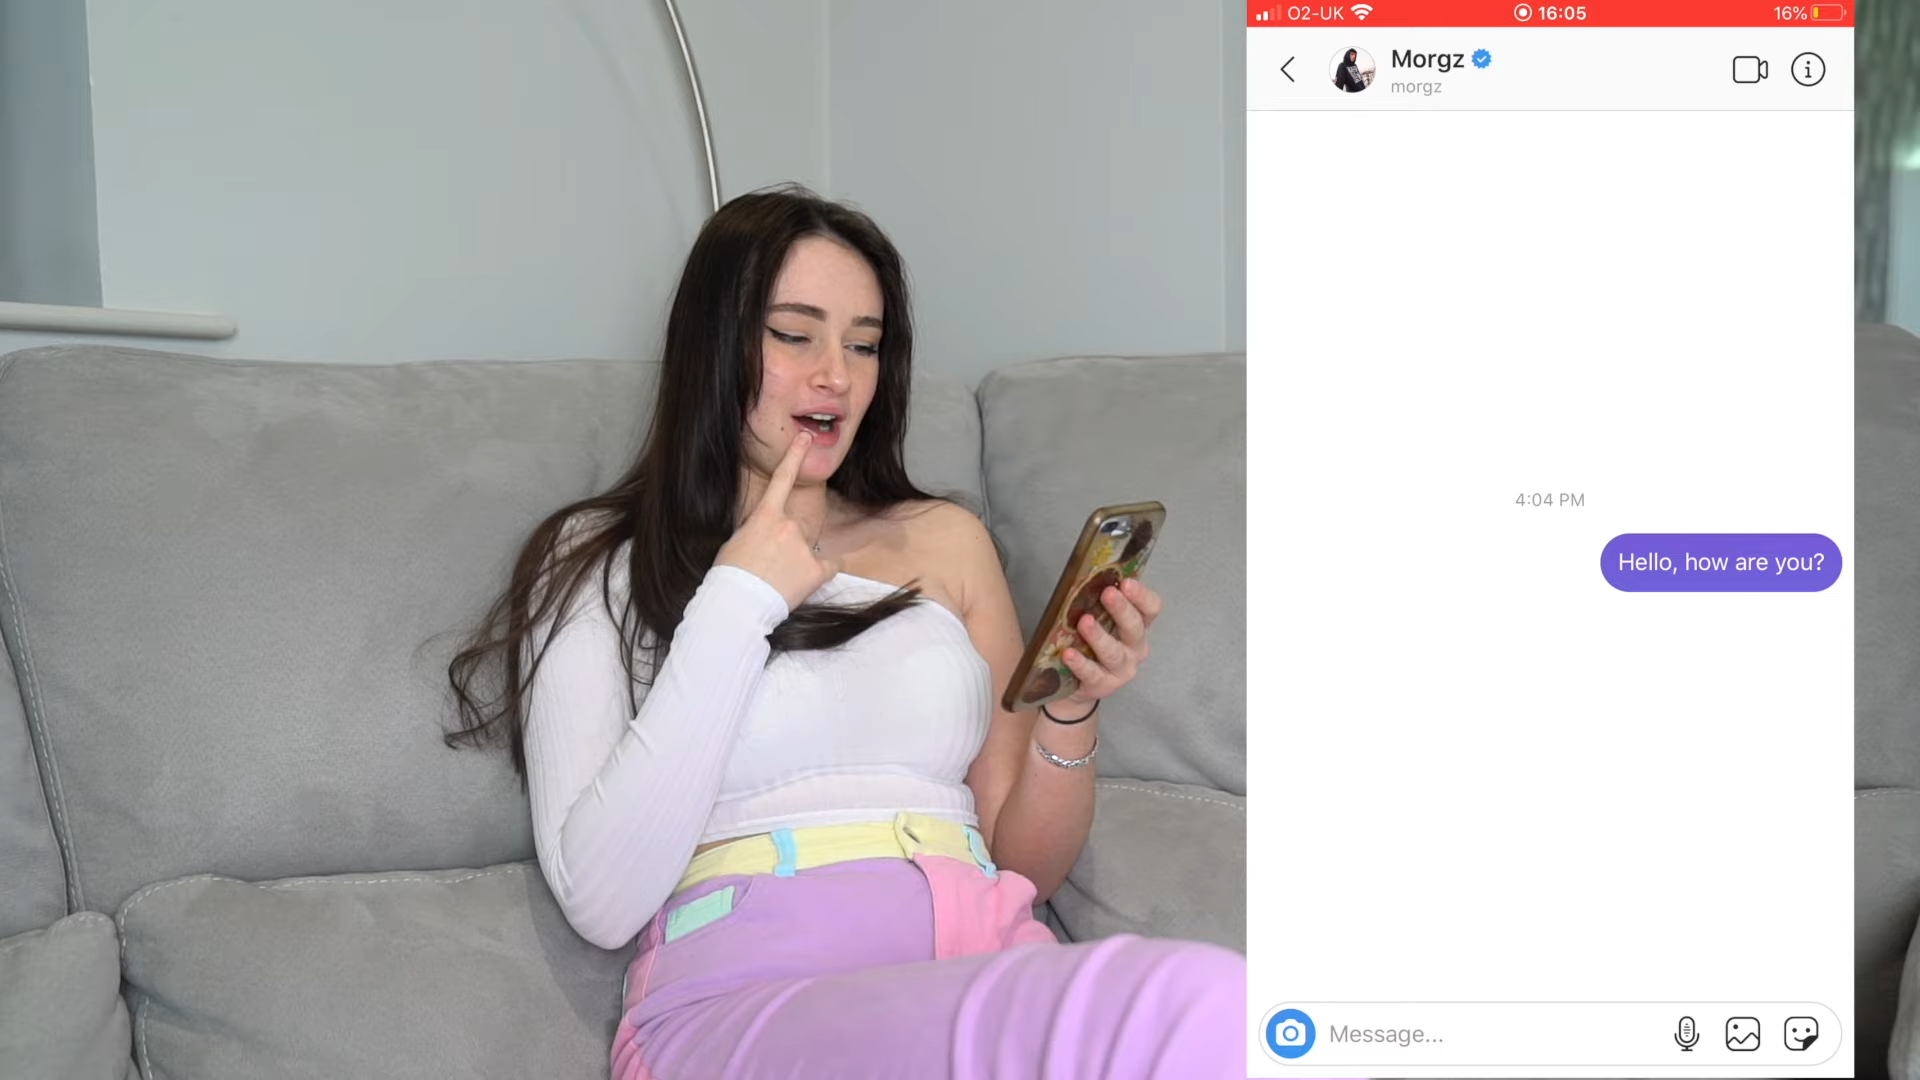 O2-UK 16:05 16%
Morgz
morgz
4:04 PM
Hello, how are you?
Message...